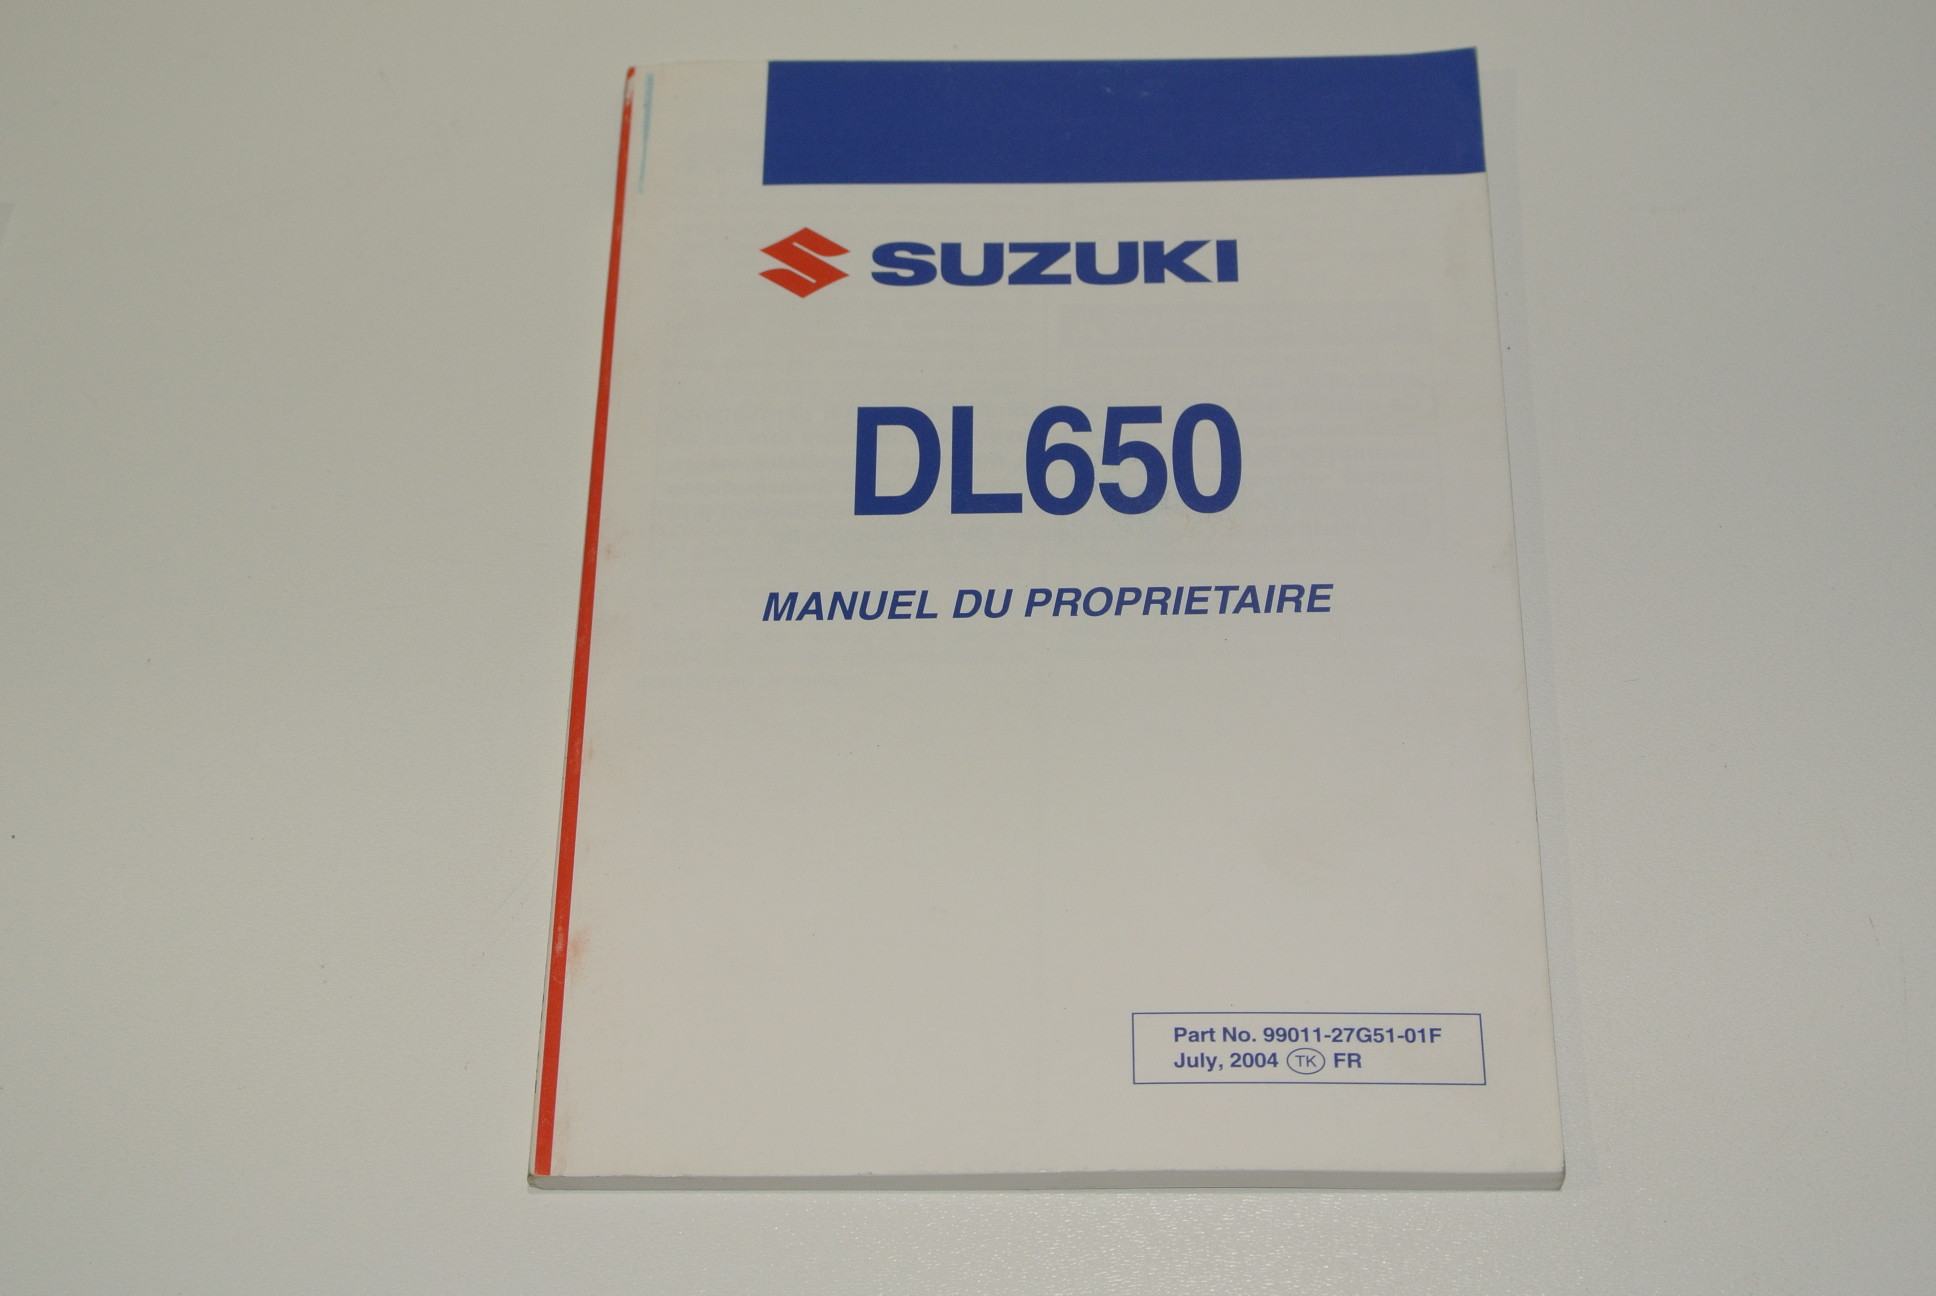 SUZUKI
DL650
MANUEL DU PROPRIETAIRE
Part No. 99011-27G51-01F
July, 2004 TK FR